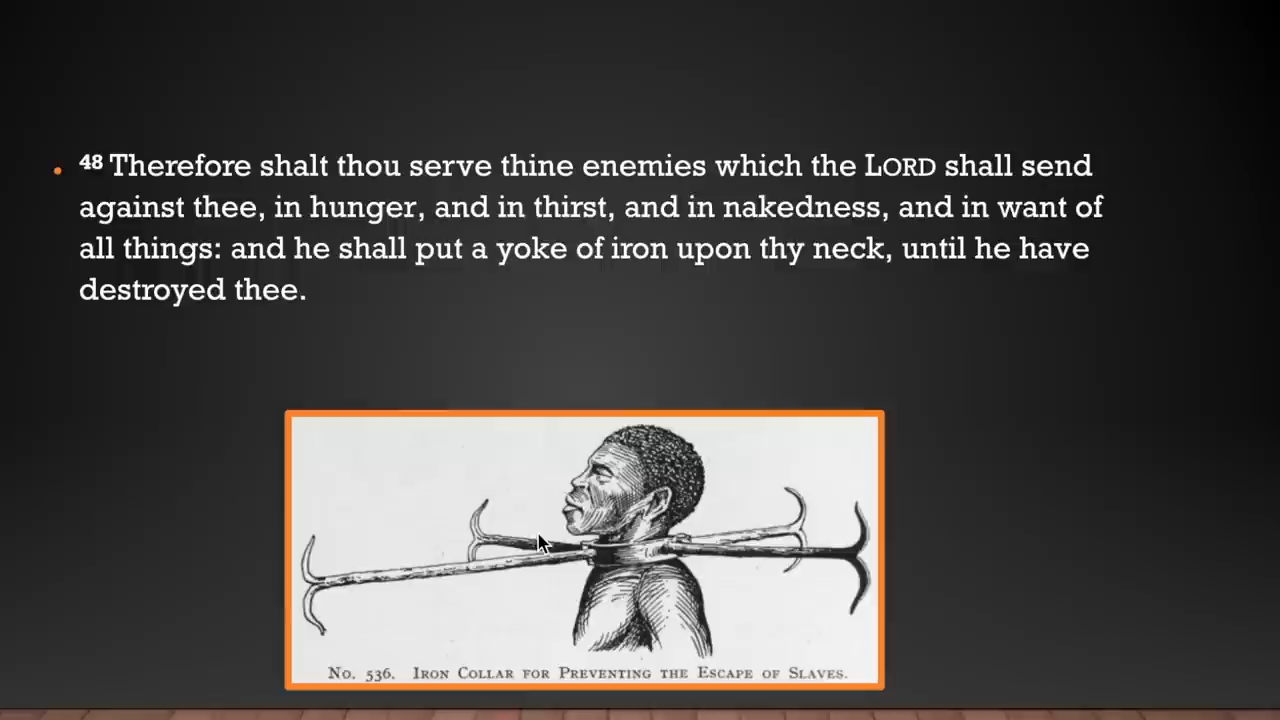 48 Therefore shalt thou serve thine enemies which the LORD shall send
against thee, in hunger, and in thirst, and in nakedness, and in want of
all things: and he shall put a yoke of iron upon thy neck, until he have
destroyed thee.
No. 536. Iron Collar for Preventing the Escape of Slaves.